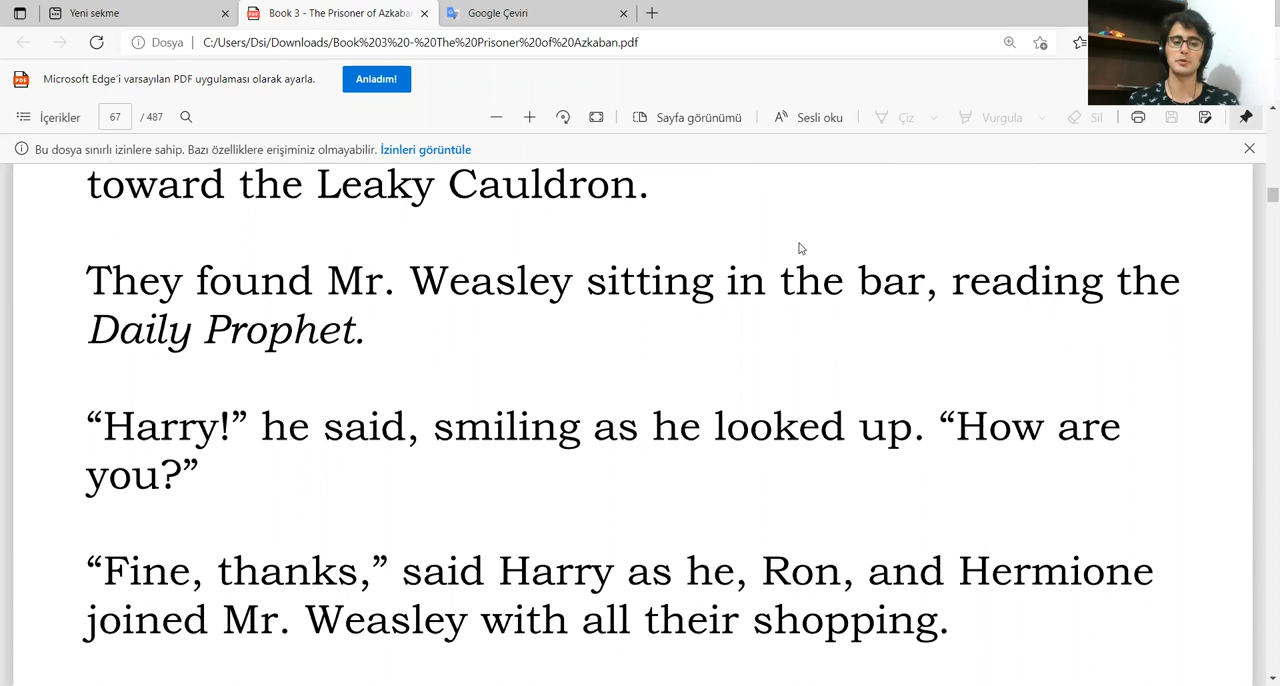 Yeni sekme
Book 3 - The Prisoner of Azkaba
Google Çeviri
Dosya
C:/Users/Dsi/Downloads/Book%203%20-%20The%20Prisoner%20of%20Azkaban.pdf
Microsoft Edge'i varsayılan PDF uygulaması olarak ayarla.
Anladım!
İçerikler
67
/ 487
Sayfa görünümü
Sesli oku
Çiz
Vurgula
Sil
Bu dosya sınırlı izinlere sahip. Bazı özelliklere erişiminiz olmayabilir. İzinleri görüntüle
toward the Leaky Cauldron.
They found Mr. Weasley sitting in the bar, reading the
Daily Prophet.
“Harry!” he said, smiling as he looked up. “How are
you?”
“Fine, thanks,” said Harry as he, Ron, and Hermione
joined Mr. Weasley with all their shopping.